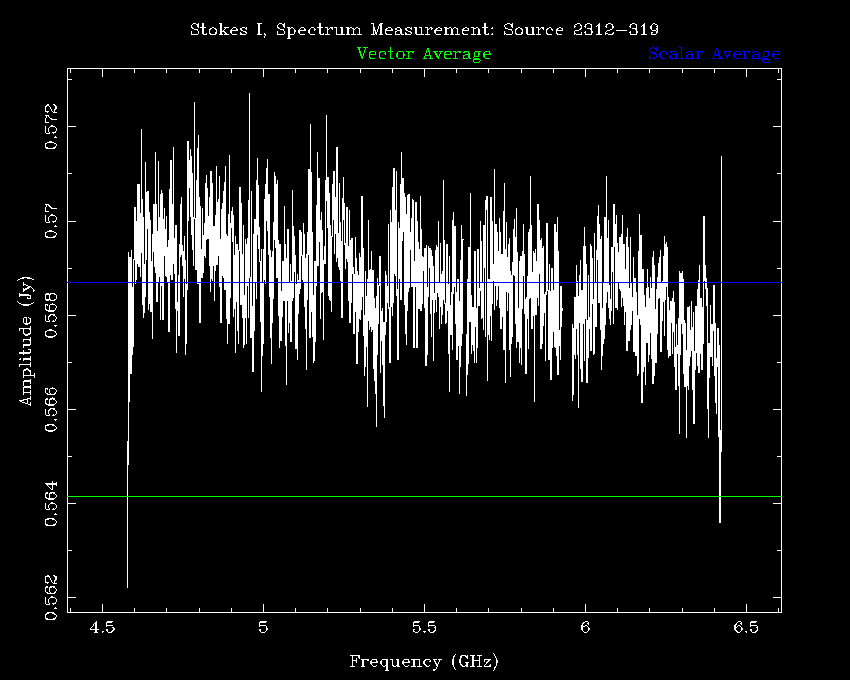 Stokes I, Spectrum Measurement: Source 2312-319
Vector Average Scalar Average
0.572
0.57
0.568
0.566
0.564
0.562
Amplitude (Jy)
4.5 5 5.5 6 6.5
Frequency (GHz)